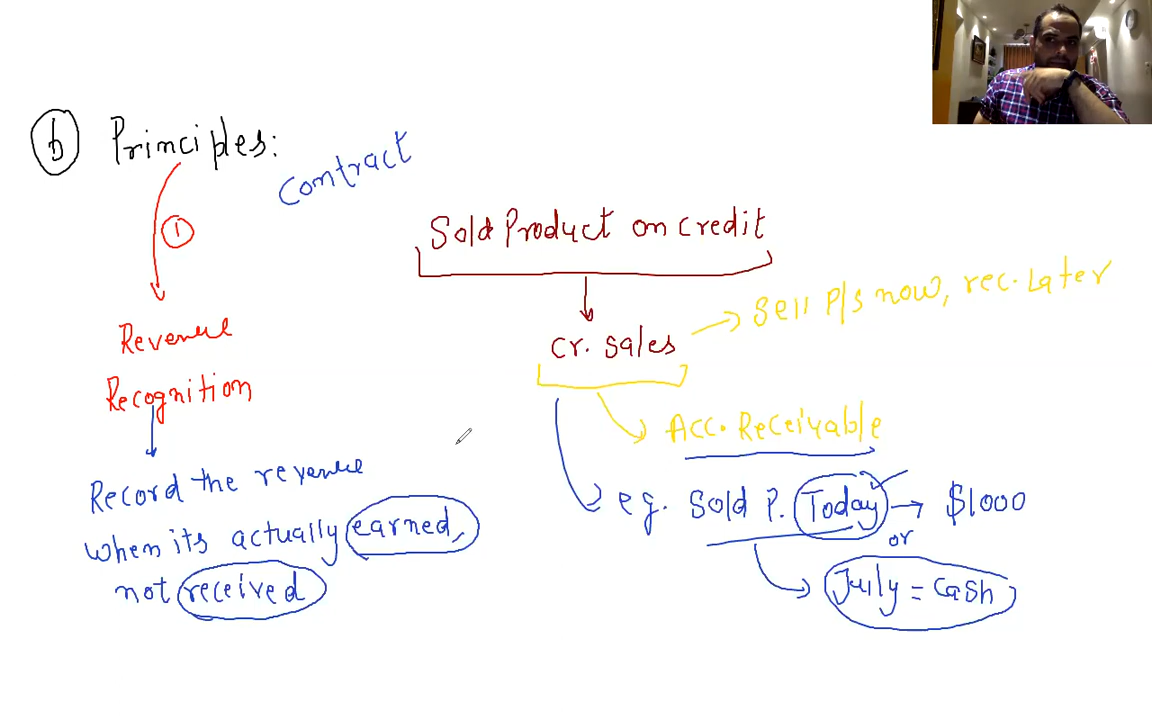 b Principles:
Contract
1
Revenue
Recognition
Record the revenue
when its actually earned,
not received
Sold Product on credit
Cr. Sales
Sell P/S now, rec. Later
Acc. Receivable
eg. Sold P. Today → $1000
or
July = Cash